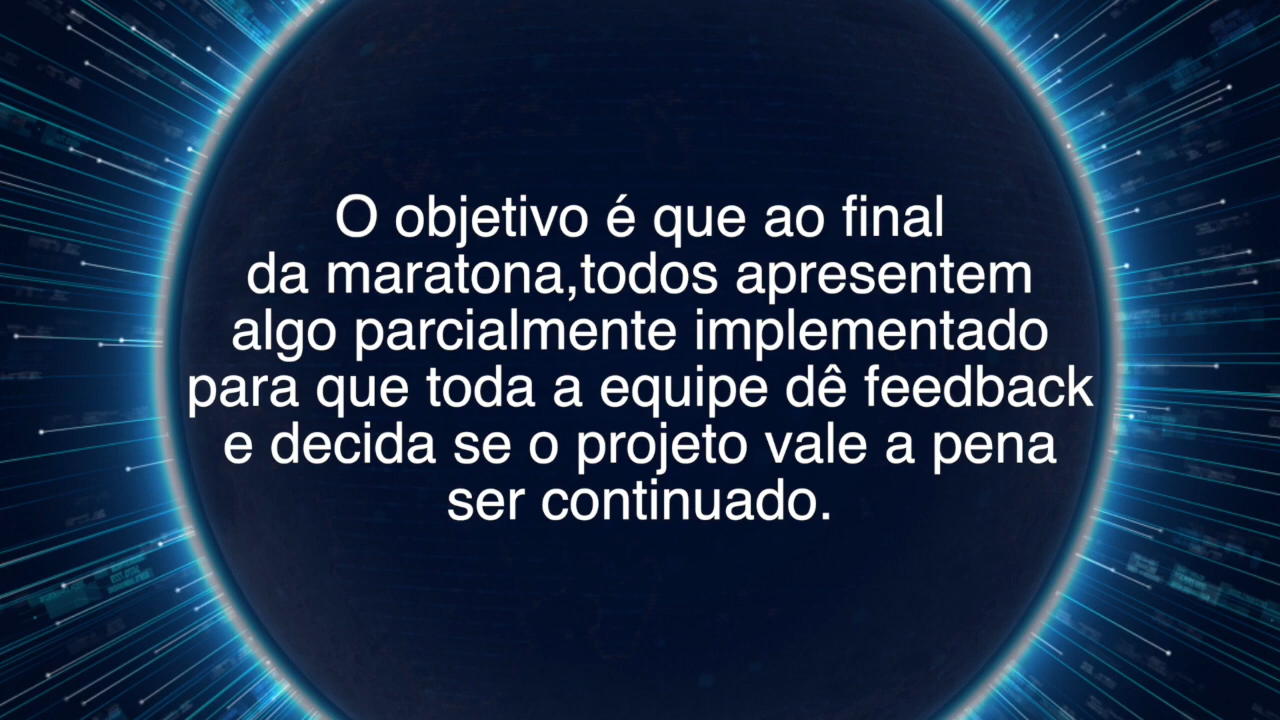 O objetivo é que ao final
da maratona,todos apresentem
algo parcialmente implementado
para que toda a equipe dê feedback
e decida se o projeto vale a pena
ser continuado.